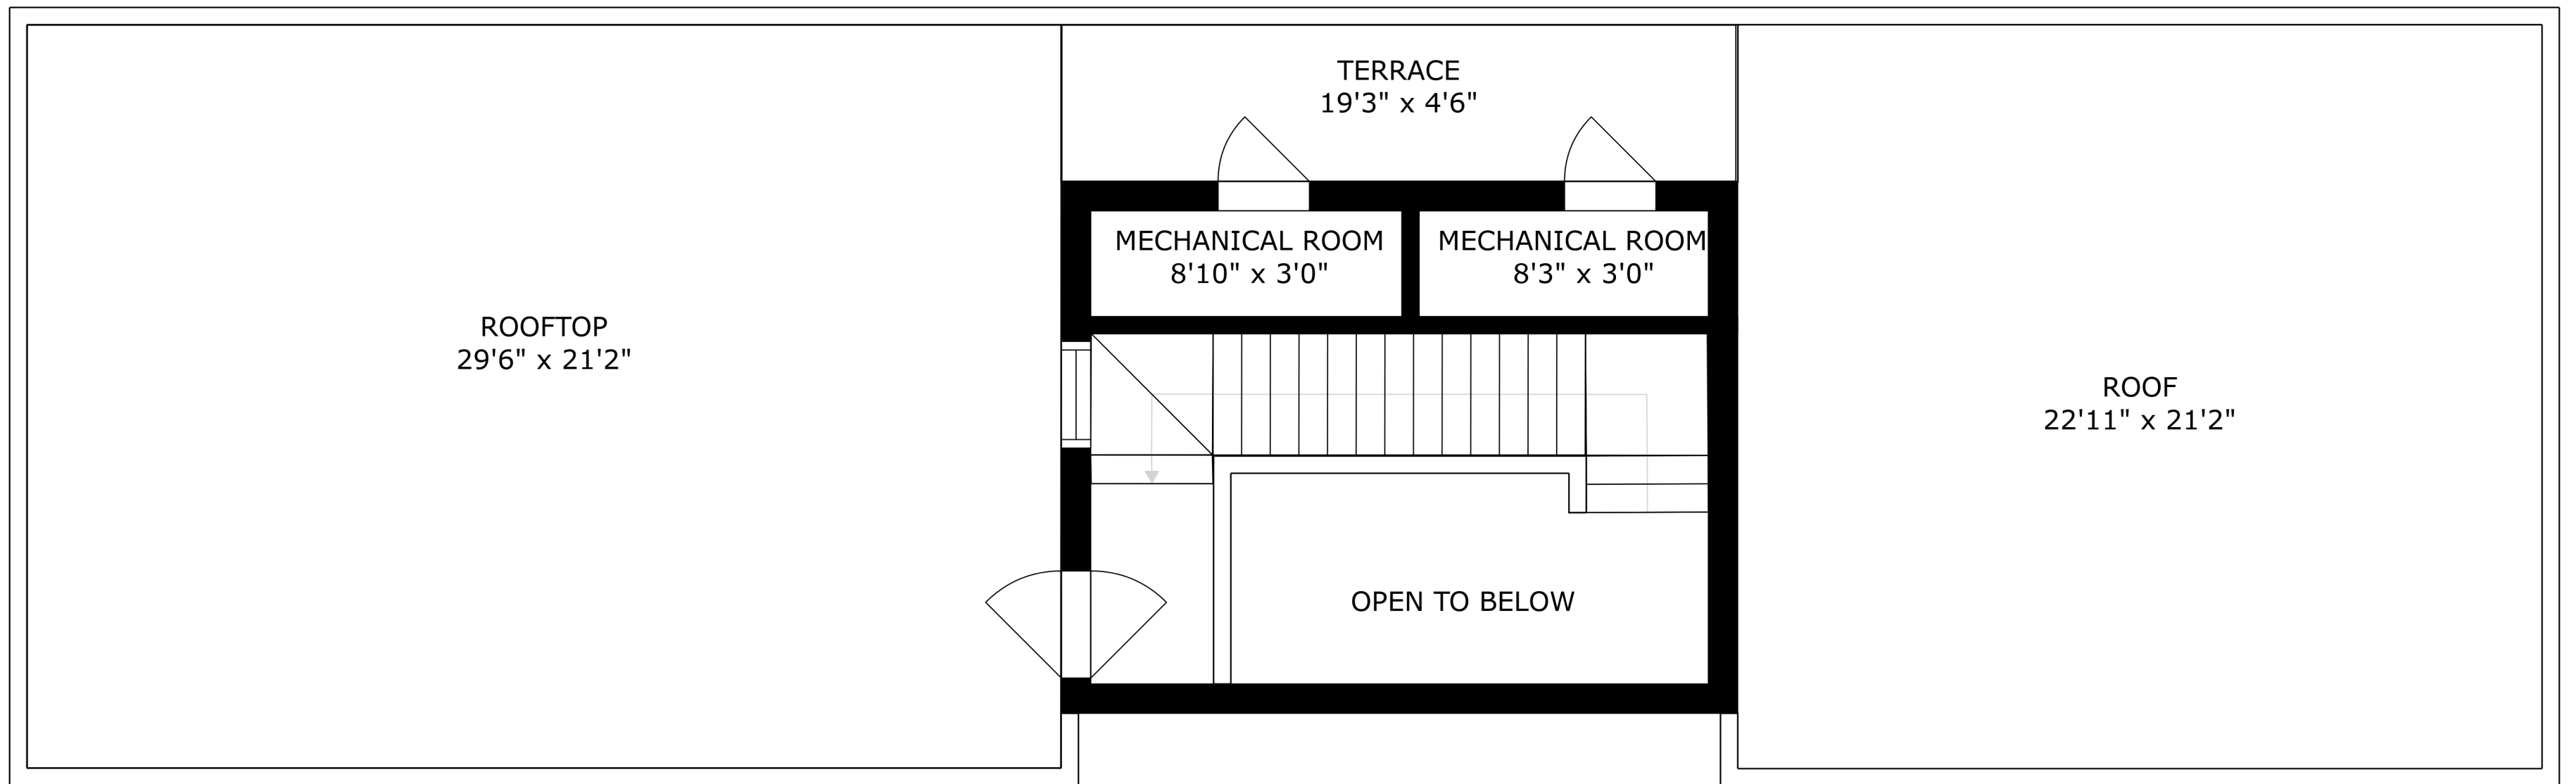 TERRACE
19'3" x 4'6"
MECHANICAL ROOM
8'10" x 3'0"
MECHANICAL ROOM
8'3" x 3'0"
ROOFTOP
29'6" x 21'2"
ROOF
22'11" x 21'2"
OPEN TO BELOW